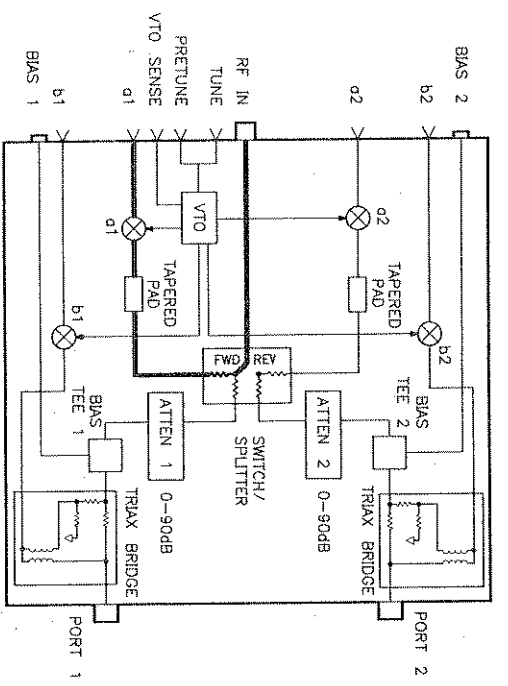 BIAS 2
b2
a2
RF IN
TUNE
PRETUNE
VTO SENSE
a1
b1
BIAS 1
a2
b2
VTO
a1
b1
TAPERED
PAD
TAPERED
PAD
FWD
REV
SWITCH/
SPLITTER
ATTEN 2
0-90dB
ATTEN 1
0-90dB
BIAS
TEE 2
BIAS
TEE 1
TRIAX BRIDGE
TRIAX BRIDGE
PORT 2
PORT 1